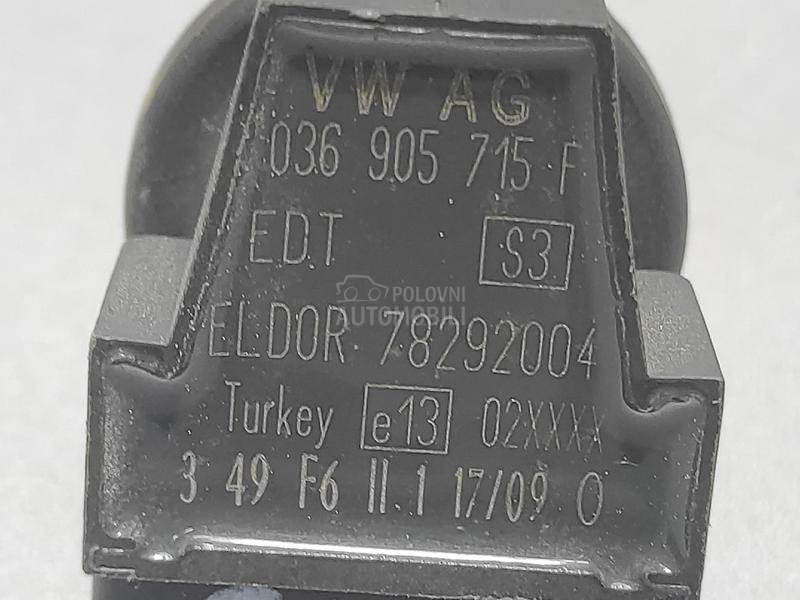 VW AG
036 905 715 F
EDT S3
POLOVNI
AUTOMOBILI
ELDOR 78292004
Turkey e13 02XXXX
3 49 F6 II.1 17/09 0